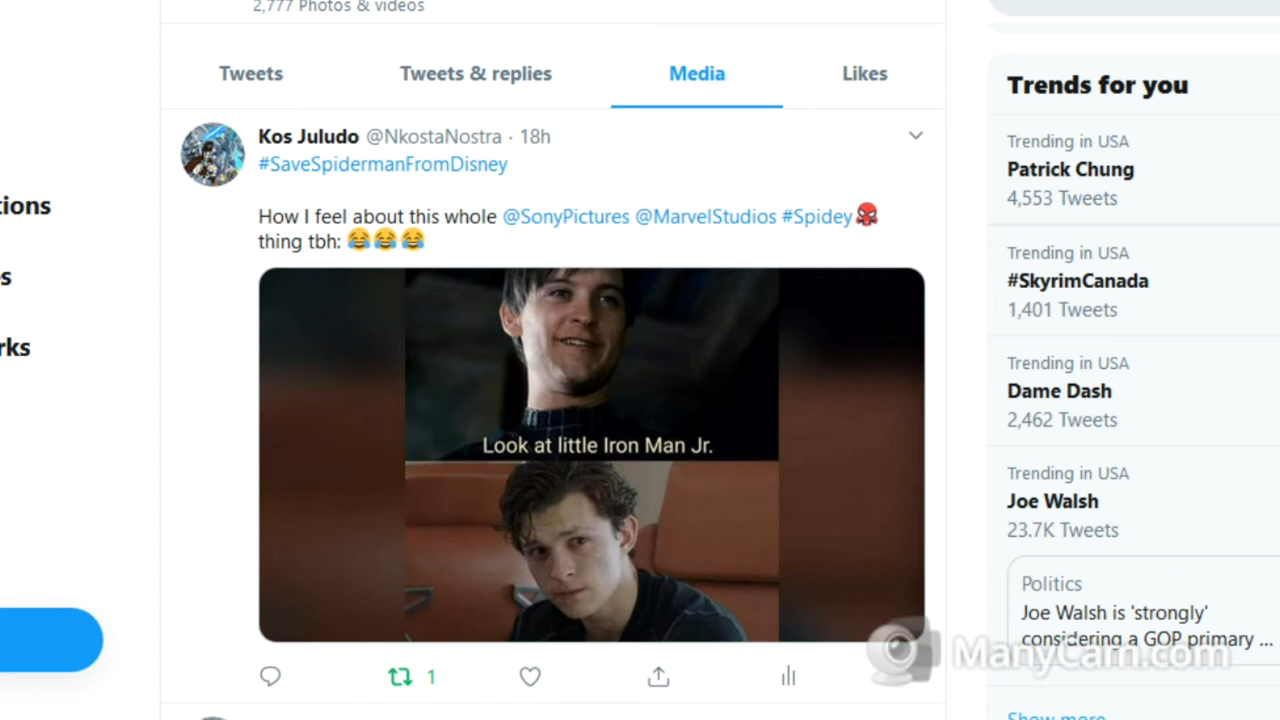 2,777 Photos & videos
Tweets
Tweets & replies
Media
Likes
Kos Juludo @NkostaNostra · 18h
#SaveSpidermanFromDisney
How I feel about this whole @SonyPictures @MarvelStudios #Spidey
thing tbh: 😂😂😂
Look at little Iron Man Jr.
1
tions
s
rks
Trends for you
Trending in USA
Patrick Chung
4,553 Tweets
Trending in USA
#SkyrimCanada
1,401 Tweets
Trending in USA
Dame Dash
2,462 Tweets
Trending in USA
Joe Walsh
23.7K Tweets
Politics
Joe Walsh is 'strongly'
considering a GOP primary ...
Show more
ManyCam.com